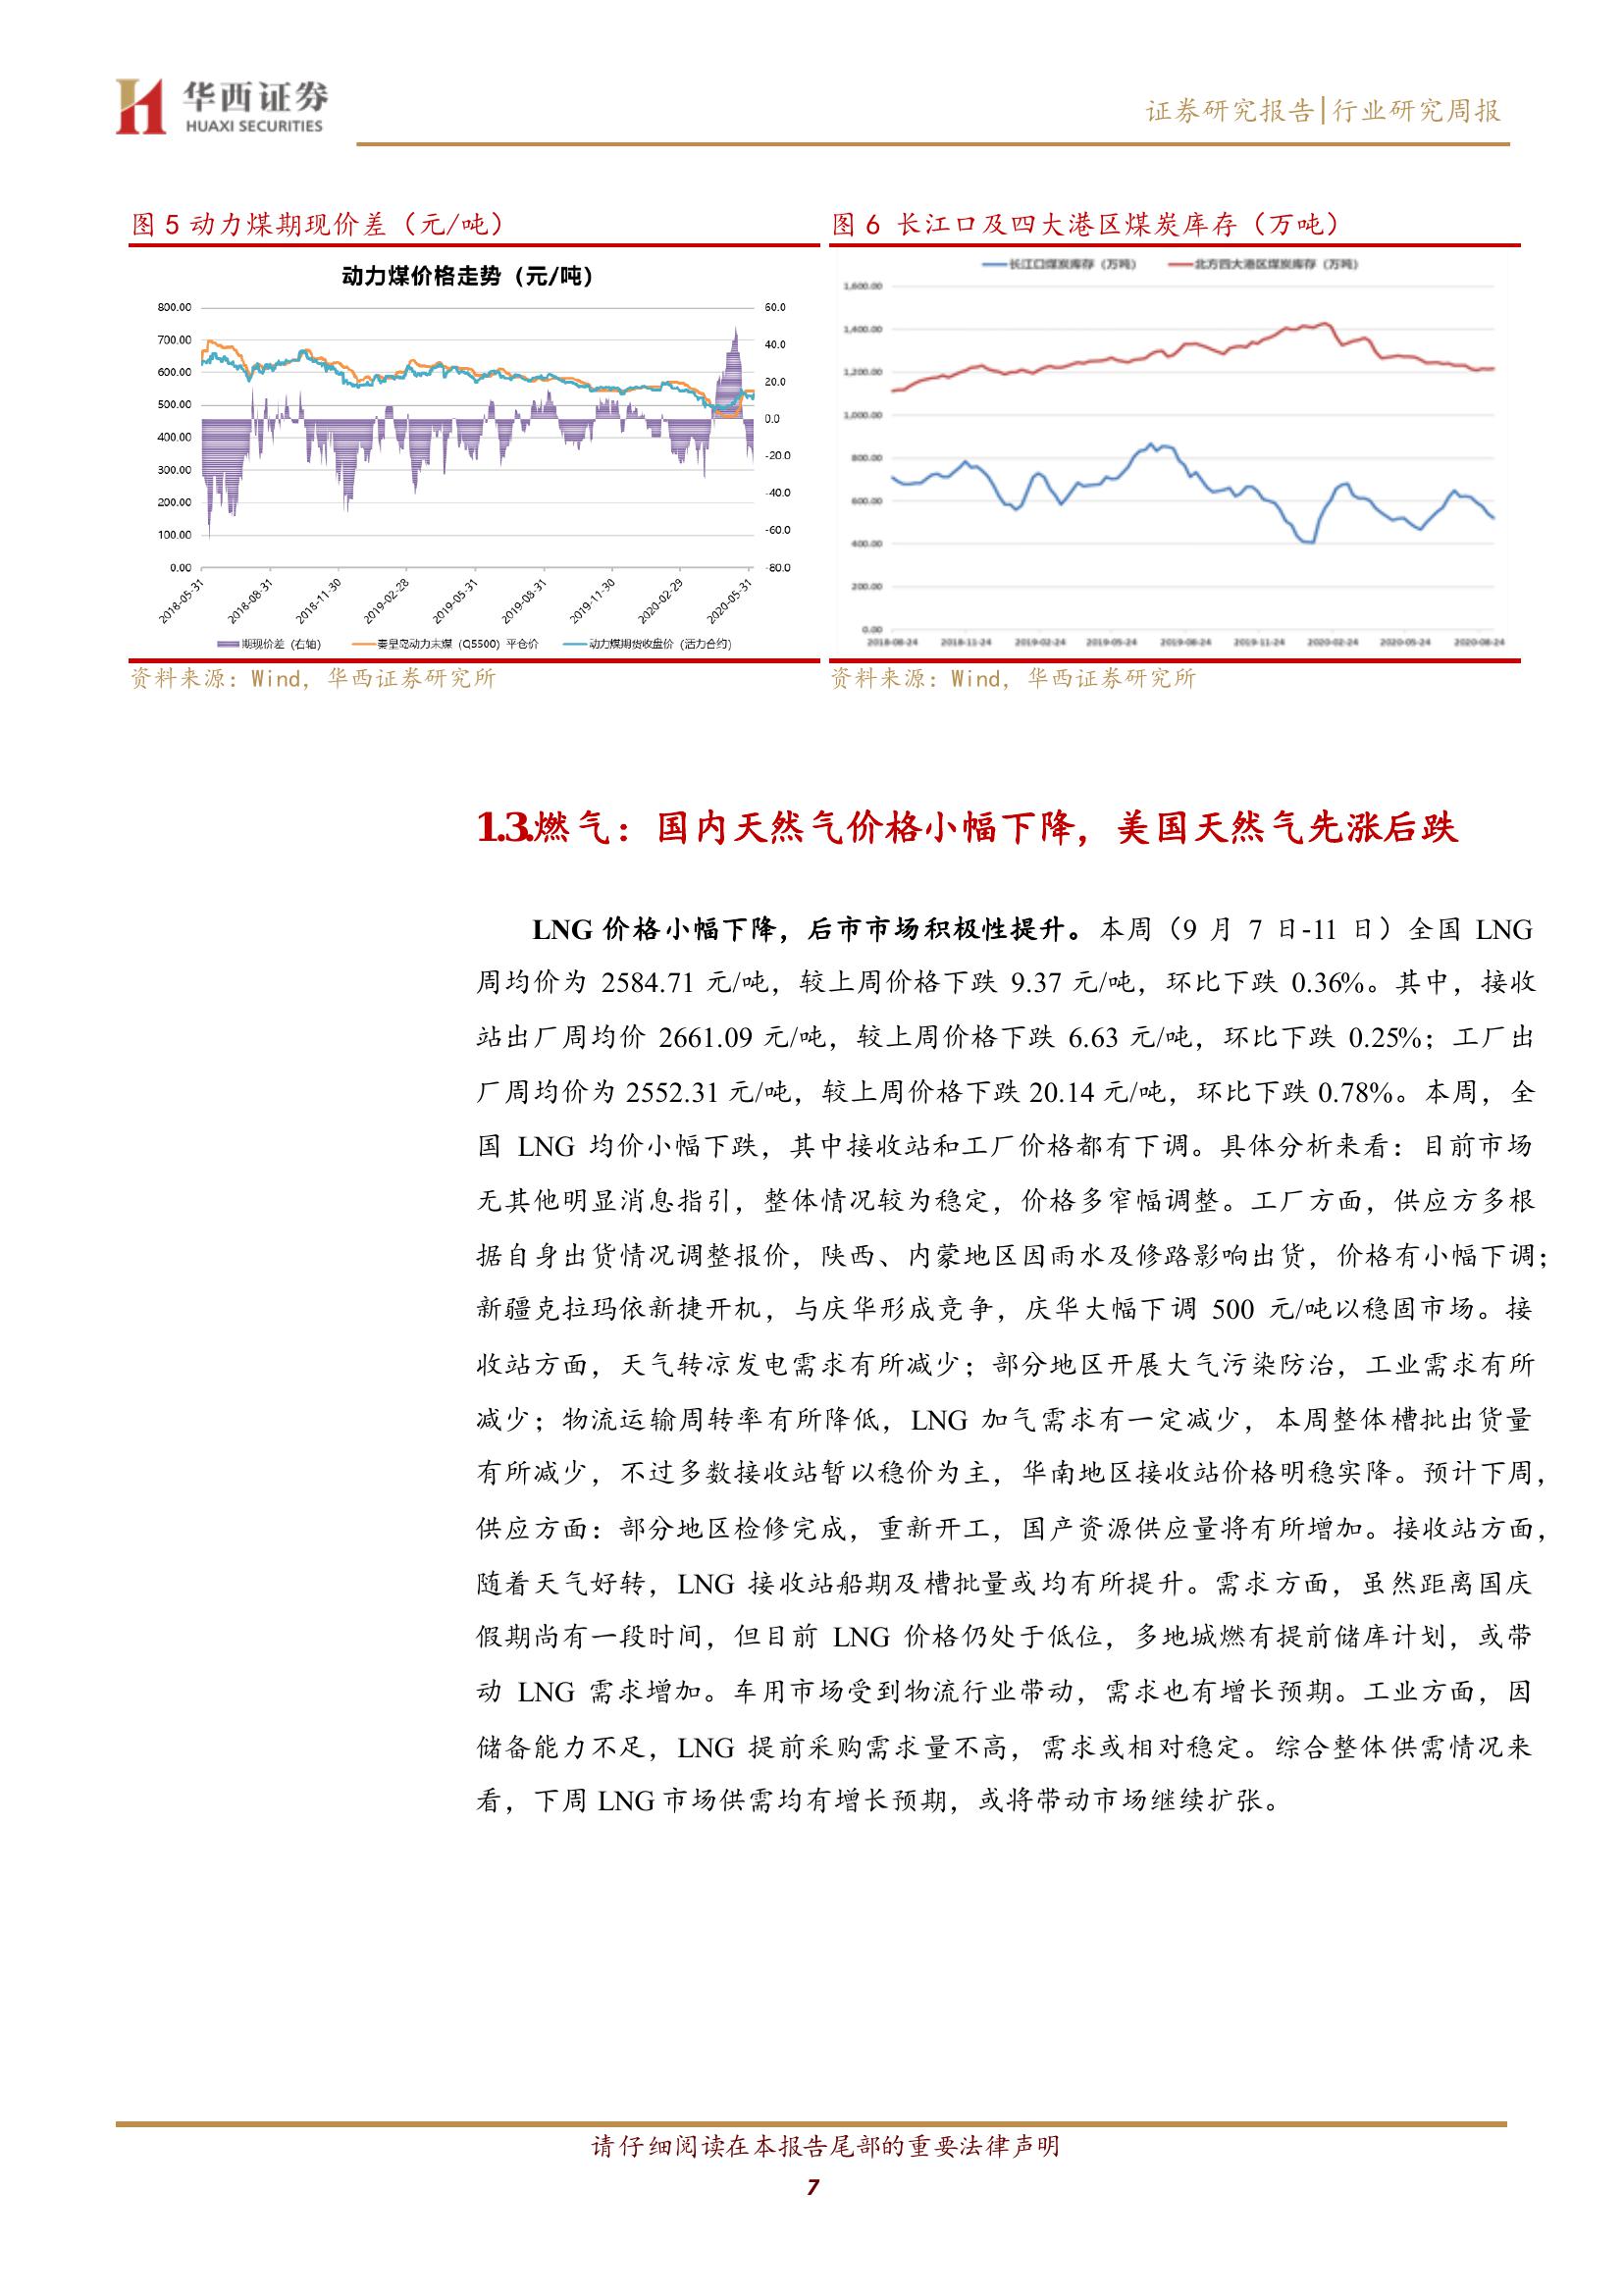 华西证券
HUAXI SECURITIES
证券研究报告|行业研究周报
图 5 动力煤期现价差（元/吨）
动力煤价格走势（元/吨）
800.00
700.00
600.00
500.00
400.00
300.00
200.00
100.00
0.00
60.0
40.0
20.0
0.0
-20.0
-40.0
-60.0
-80.0
2018-05-31
2018-08-31
2018-11-30
2019-02-28
2019-05-31
2019-08-31
2019-11-30
2020-02-29
2020-05-31
期现价差（右轴）
秦皇岛动力末煤（Q5500）平仓价
动力煤期货收盘价（活力合约）
资料来源：Wind，华西证券研究所
图 6 长江口及四大港区煤炭库存（万吨）
长江口煤炭库存（万吨）
北方四大港区煤炭库存（万吨）
1,600.00
1,400.00
1,200.00
1,000.00
800.00
600.00
400.00
200.00
0.00
2018-08-24
2018-11-24
2019-02-24
2019-05-24
2019-08-24
2019-11-24
2020-02-24
2020-05-24
2020-08-24
资料来源：Wind，华西证券研究所
1.3.燃气：国内天然气价格小幅下降，美国天然气先涨后跌
LNG 价格小幅下降，后市市场积极性提升。本周（9 月 7 日-11 日）全国 LNG
周均价为 2584.71 元/吨，较上周价格下跌 9.37 元/吨，环比下跌 0.36%。其中，接收
站出厂周均价 2661.09 元/吨，较上周价格下跌 6.63 元/吨，环比下跌 0.25%；工厂出
厂周均价为 2552.31 元/吨，较上周价格下跌 20.14 元/吨，环比下跌 0.78%。本周，全
国 LNG 均价小幅下跌，其中接收站和工厂价格都有下调。具体分析来看：目前市场
无其他明显消息指引，整体情况较为稳定，价格多窄幅调整。工厂方面，供应方多根
据自身出货情况调整报价，陕西、内蒙地区因雨水及修路影响出货，价格有小幅下调；
新疆克拉玛依新捷开机，与庆华形成竞争，庆华大幅下调 500 元/吨以稳固市场。接
收站方面，天气转凉发电需求有所减少；部分地区开展大气污染防治，工业需求有所
减少；物流运输周转率有所降低，LNG 加气需求有一定减少，本周整体槽批出货量
有所减少，不过多数接收站暂以稳价为主，华南地区接收站价格明稳实降。预计下周，
供应方面：部分地区检修完成，重新开工，国产资源供应量将有所增加。接收站方面，
随着天气好转，LNG 接收站船期及槽批量或均有所提升。需求方面，虽然距离国庆
假期尚有一段时间，但目前 LNG 价格仍处于低位，多地城燃有提前储库计划，或带
动 LNG 需求增加。车用市场受到物流行业带动，需求也有增长预期。工业方面，因
储备能力不足，LNG 提前采购需求量不高，需求或相对稳定。综合整体供需情况来
看，下周 LNG 市场供需均有增长预期，或将带动市场继续扩张。
请仔细阅读在本报告尾部的重要法律声明
7